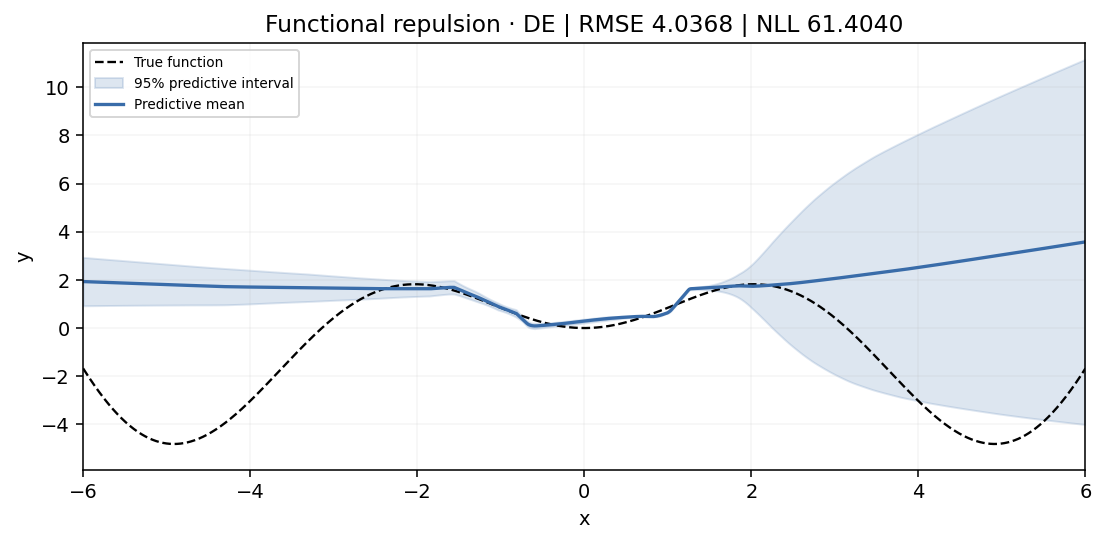 Functional repulsion · DE | RMSE 4.0368 | NLL 61.4040
True function
95% predictive interval
Predictive mean
10
8
6
4
2
0
−2
−4
y
−6 −4 −2 0 2 4 6
x